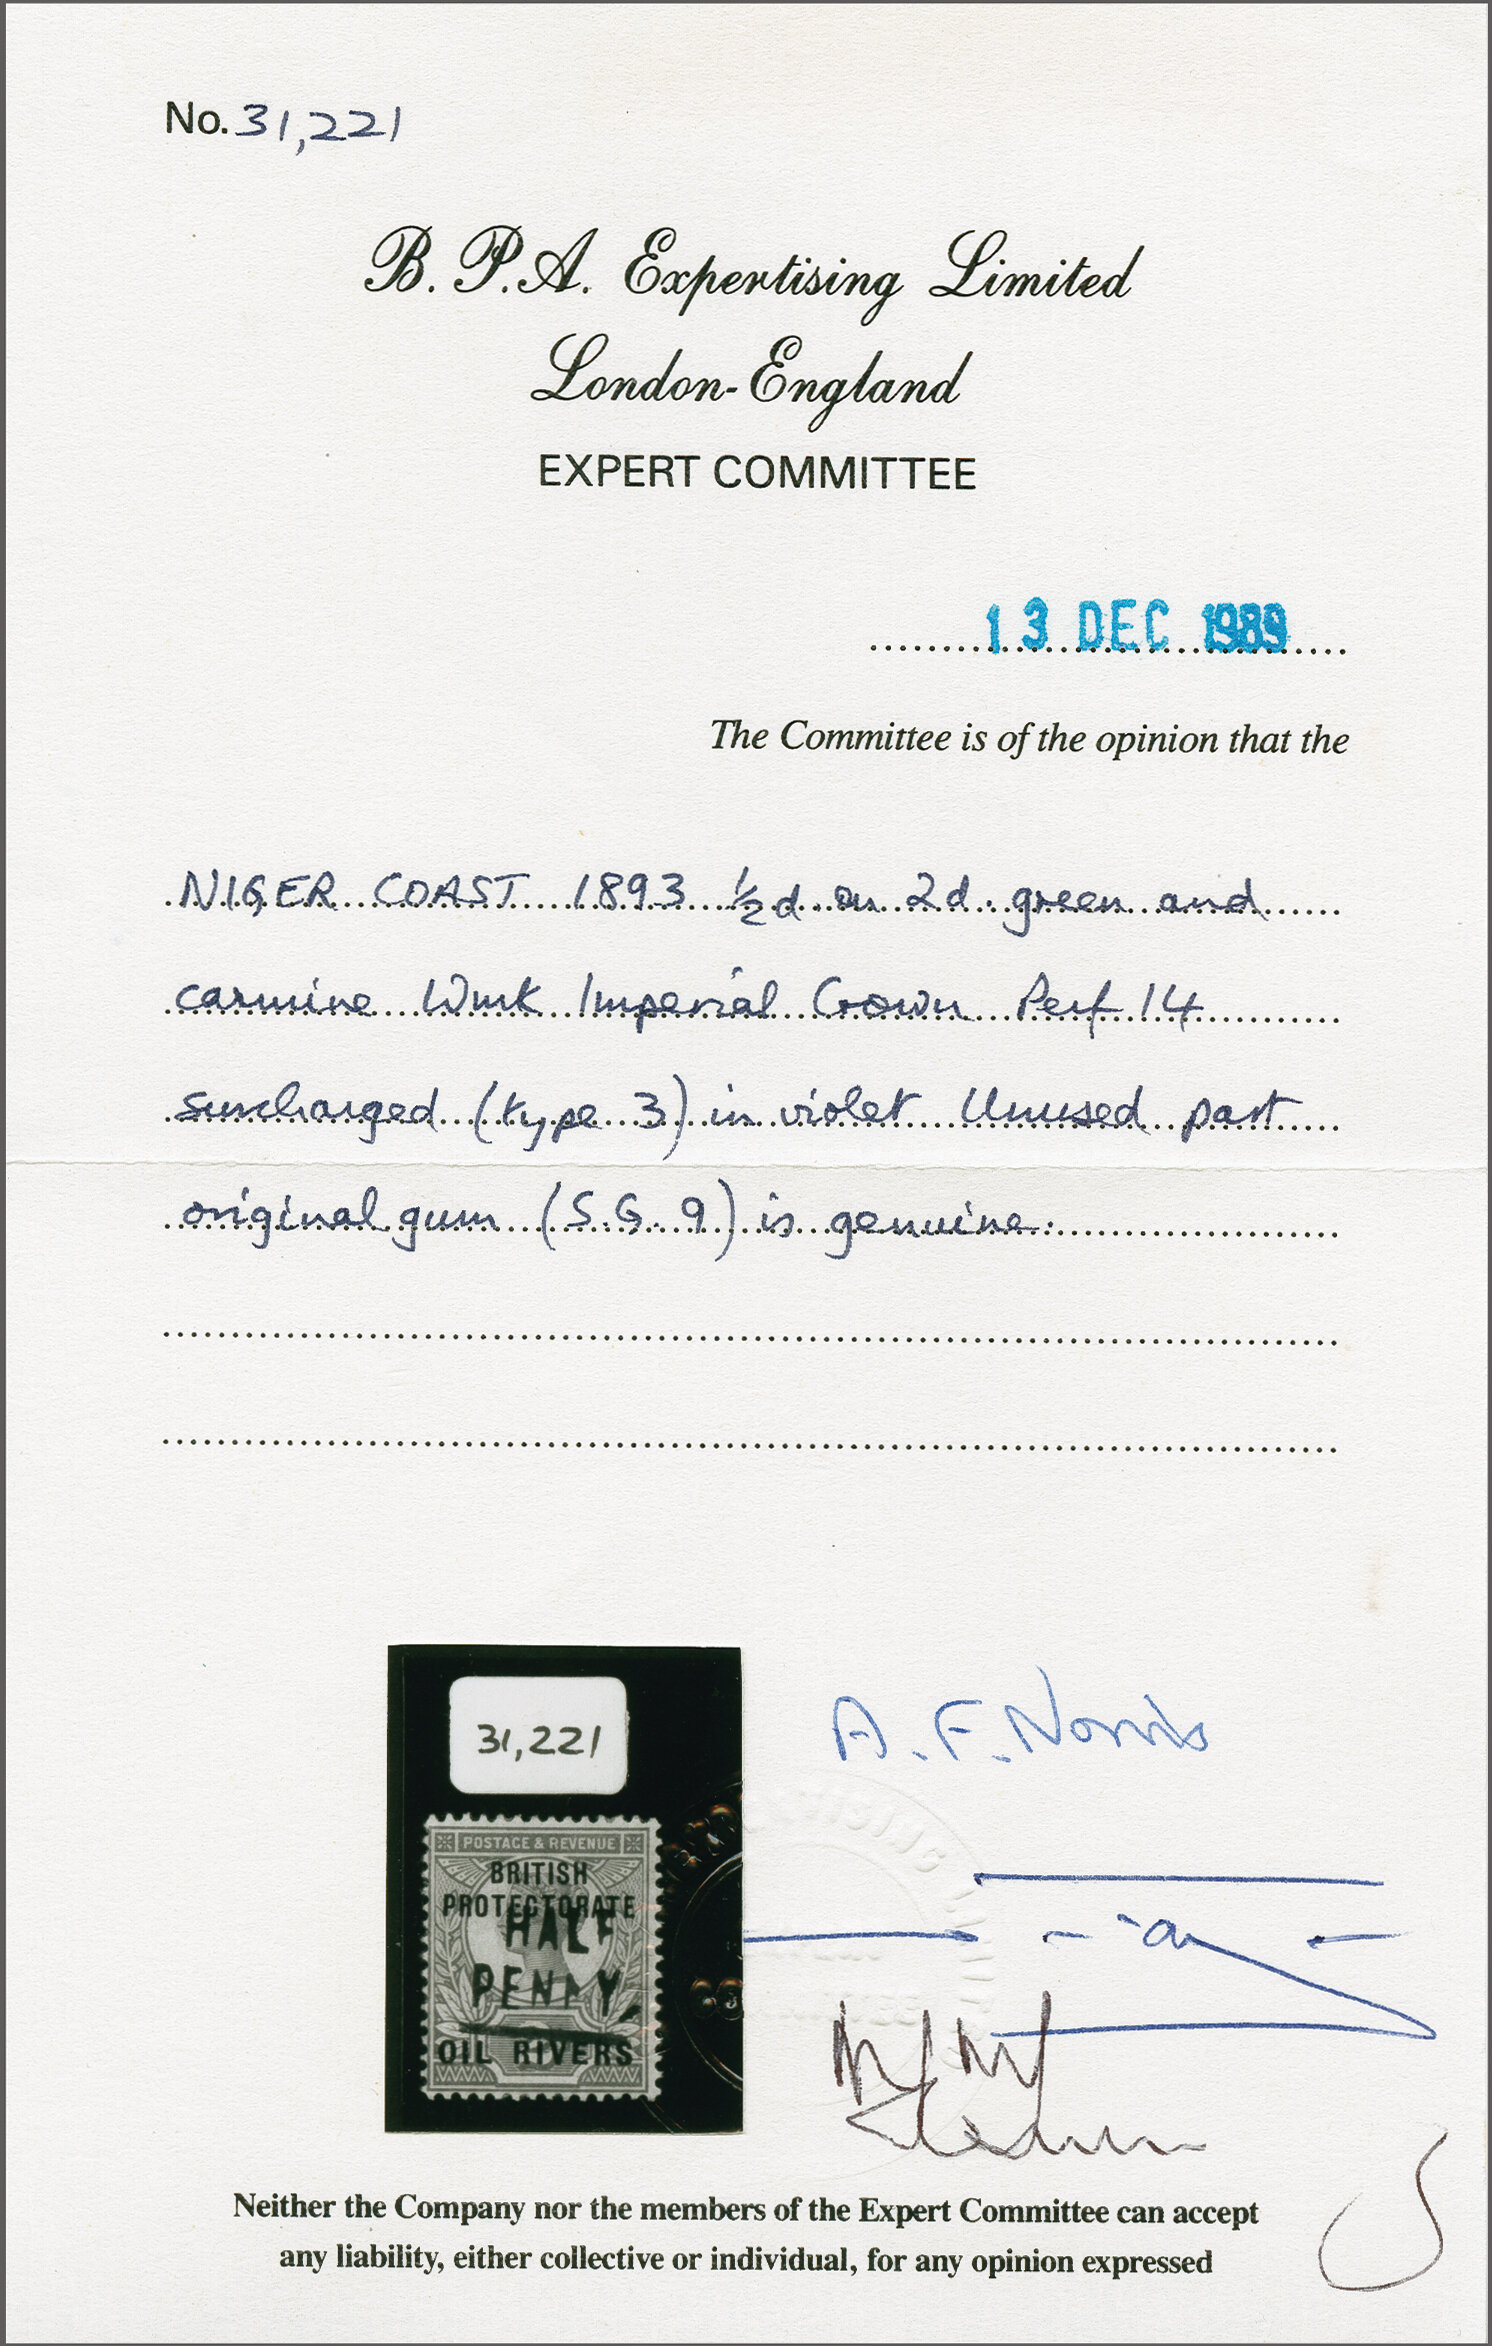 No. 31,221
B. P. A. Expertising Limited
London-England
EXPERT COMMITTEE
13 DEC 1989
The Committee is of the opinion that the
NIGER COAST 1893 ½d on 2d. green and
carmine Wmk Imperial Crown Perf 14
surcharged (type 3) in violet Unused part
original gum (S.G. 9) is genuine.
31,221
POSTAGE & REVENUE
BRITISH
PROTECTORATE
HALF
PENNY
OIL RIVERS
A. F. Norris
Neither the Company nor the members of the Expert Committee can accept
any liability, either collective or individual, for any opinion expressed